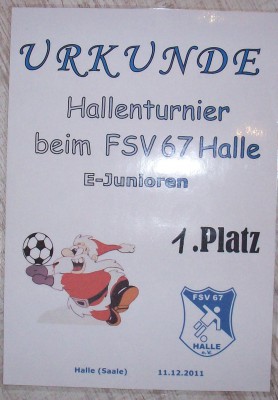 URKUNDE
Hallenturnier
beim FSV 67 Halle
E-Junioren
1.Platz
FSV 67
HALLE
e.V.
Halle (Saale) 11.12.2011